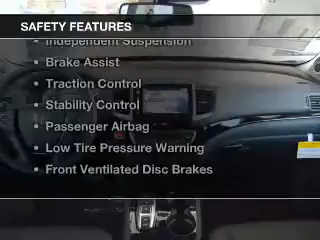 SAFETY FEATURES
• Independent Suspension
• Brake Assist
• Traction Control
• Stability Control
• Passenger Airbag
• Low Tire Pressure Warning
• Front Ventilated Disc Brakes